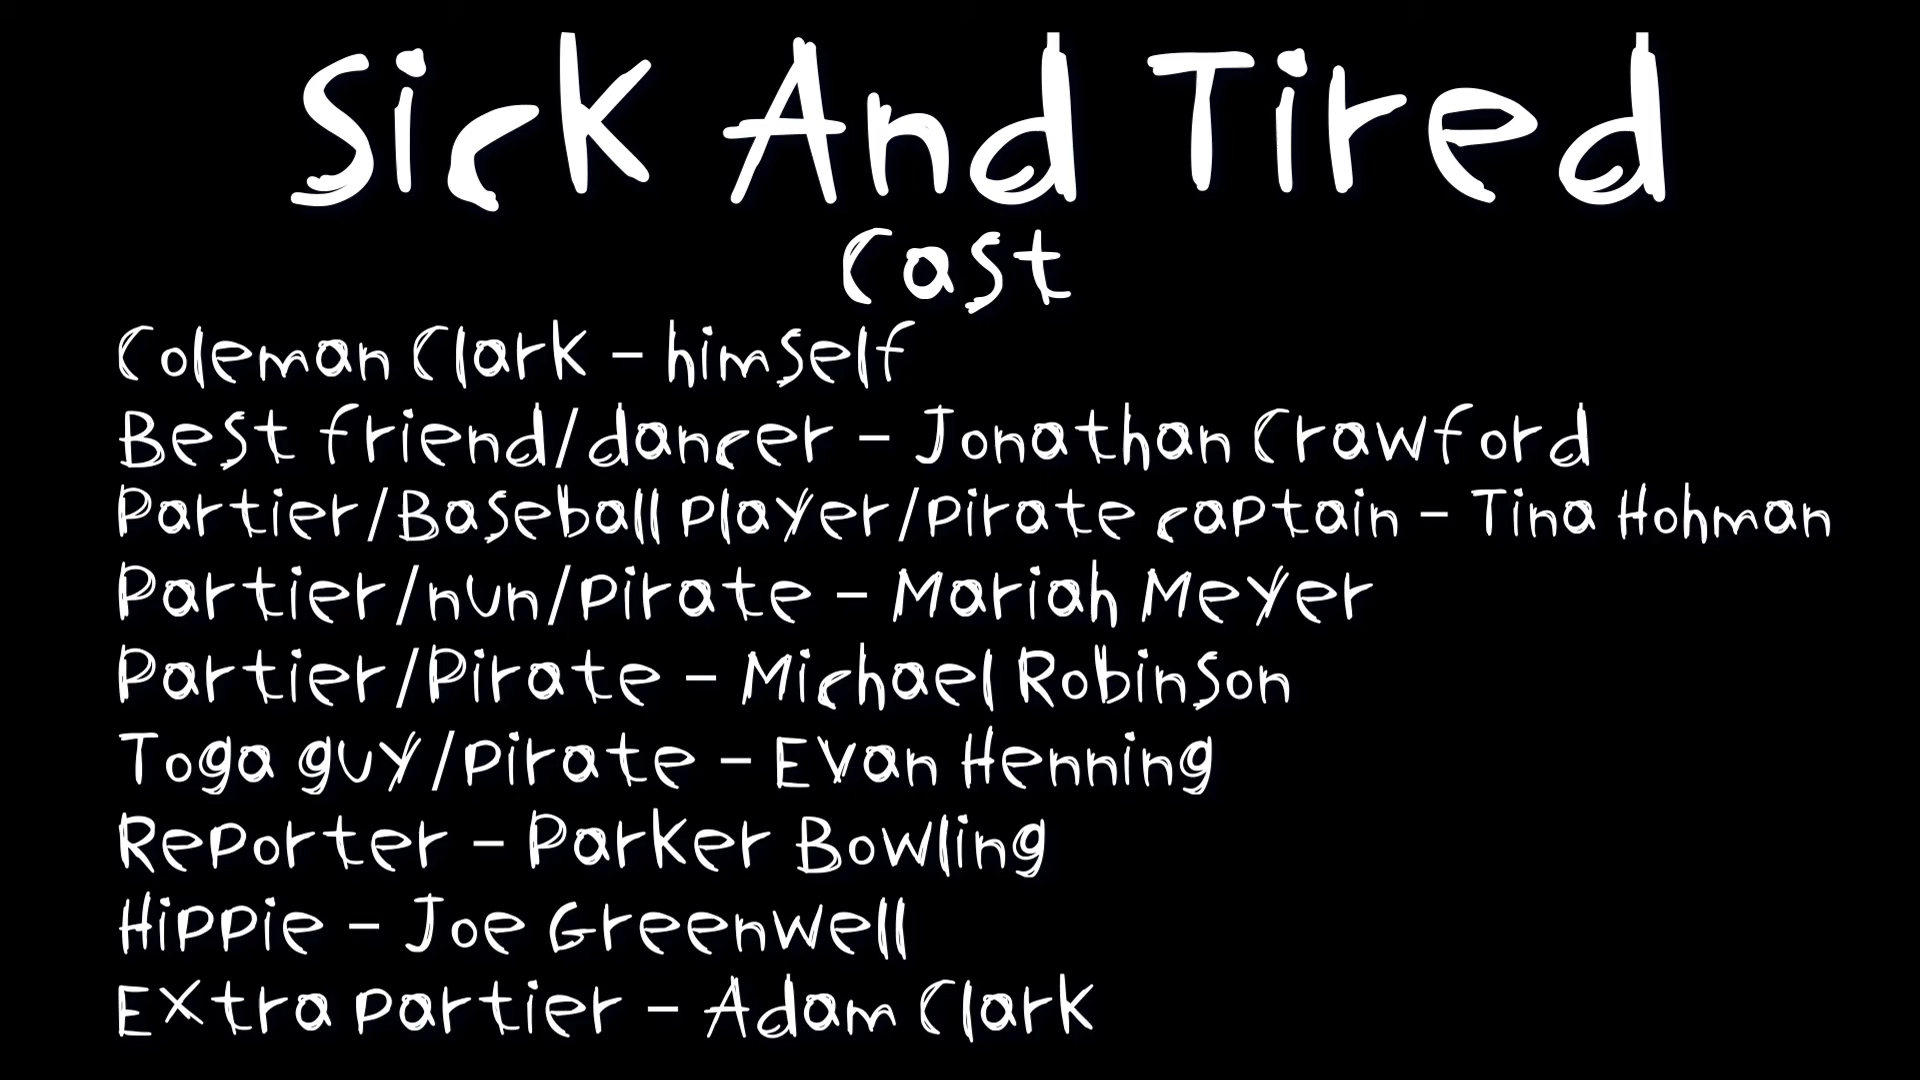 Sick And Tired
Cast
Coleman Clark - himself
Best friend/dancer - Jonathan Crawford
Partier/Baseball player/pirate captain - Tina Hohman
Partier/nun/pirate - Mariah Meyer
Partier/Pirate - Michael Robinson
Toga guy/pirate - Evan Henning
Reporter - Parker Bowling
Hippie - Joe Greenwell
Extra partier - Adam Clark